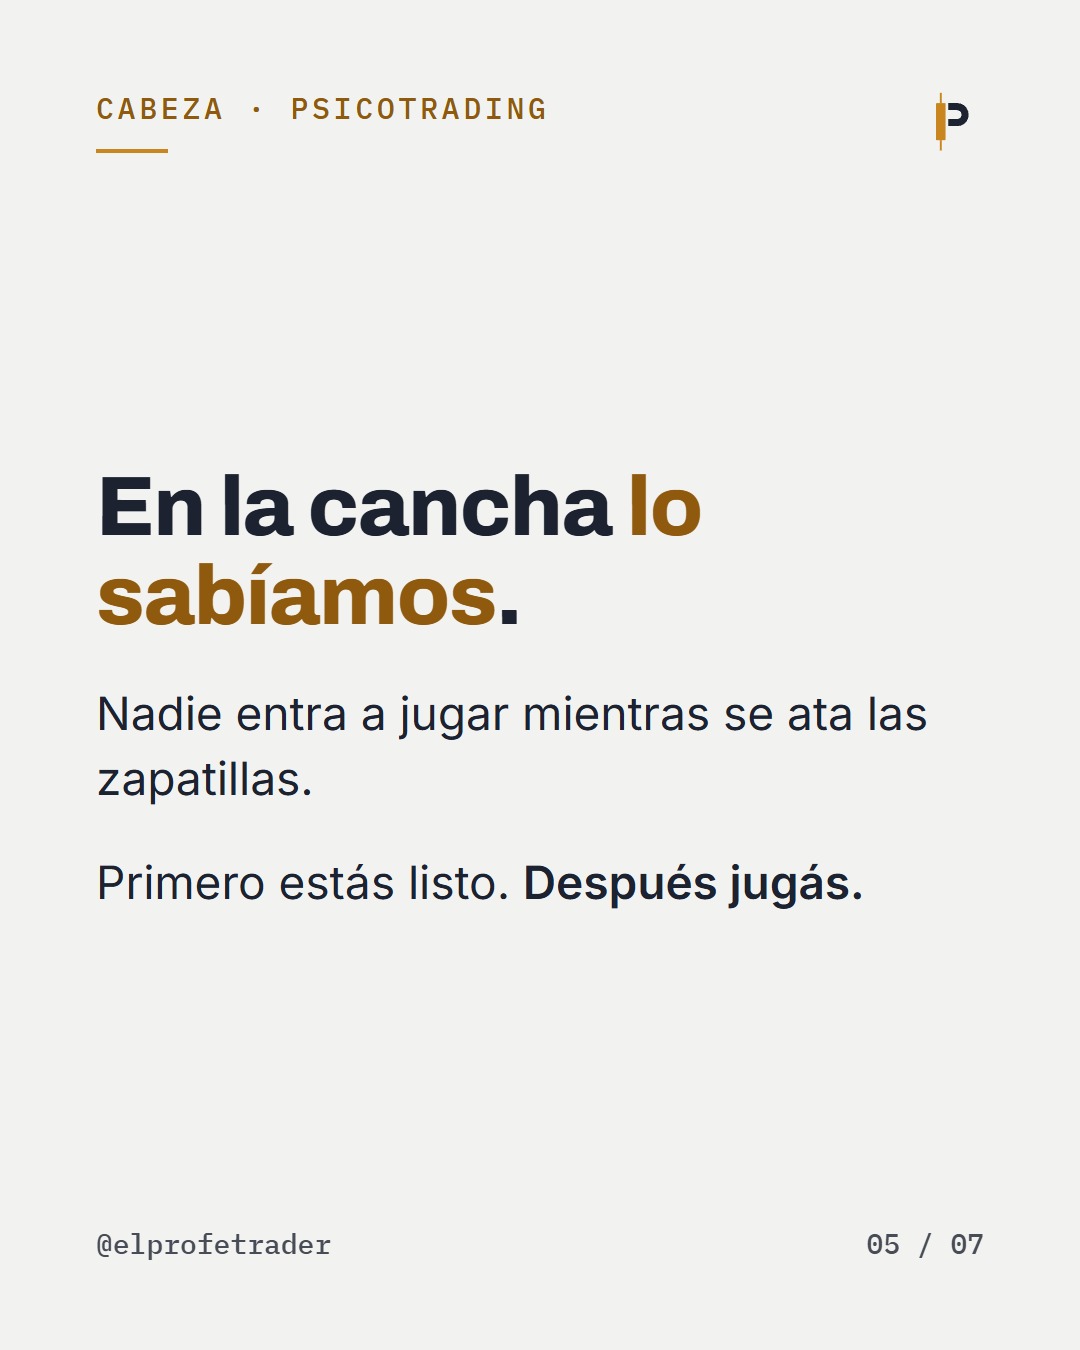 CABEZA · PSICOTRADING
P
En la cancha lo
sabíamos.
Nadie entra a jugar mientras se ata las
zapatillas.
Primero estás listo. Después jugás.
@elprofetrader
05 / 07